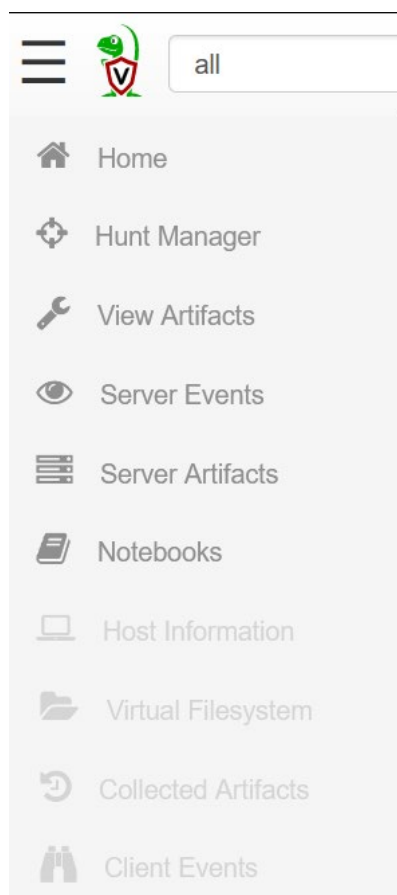 V
all
Home
Hunt Manager
View Artifacts
Server Events
Server Artifacts
Notebooks
Host Information
Virtual Filesystem
Collected Artifacts
Client Events